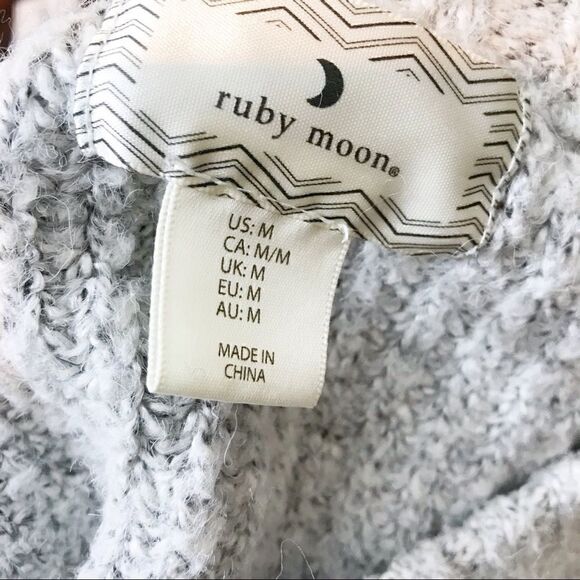 ruby moon®
US: M
CA: M/M
UK: M
EU: M
AU: M
MADE IN
CHINA